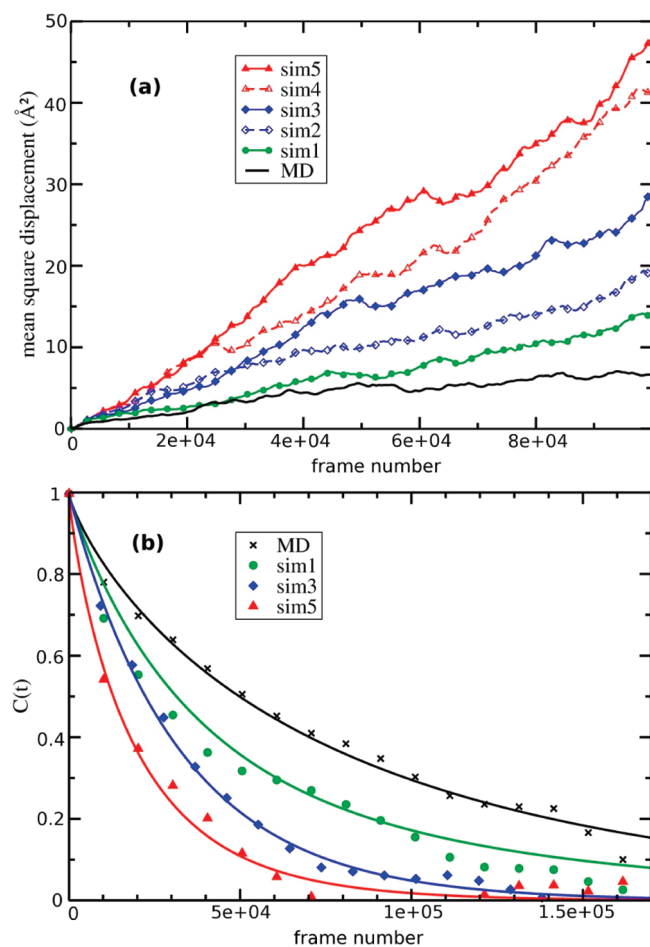 50
40
30
20
10
0
mean square displacement (Å²)
(a)
sim5
sim4
sim3
sim2
sim1
MD
0
2e+04
4e+04
6e+04
8e+04
frame number
1
0.8
0.6
0.4
0.2
0
C(t)
(b)
MD
sim1
sim3
sim5
0
5e+04
1e+05
1.5e+05
frame number